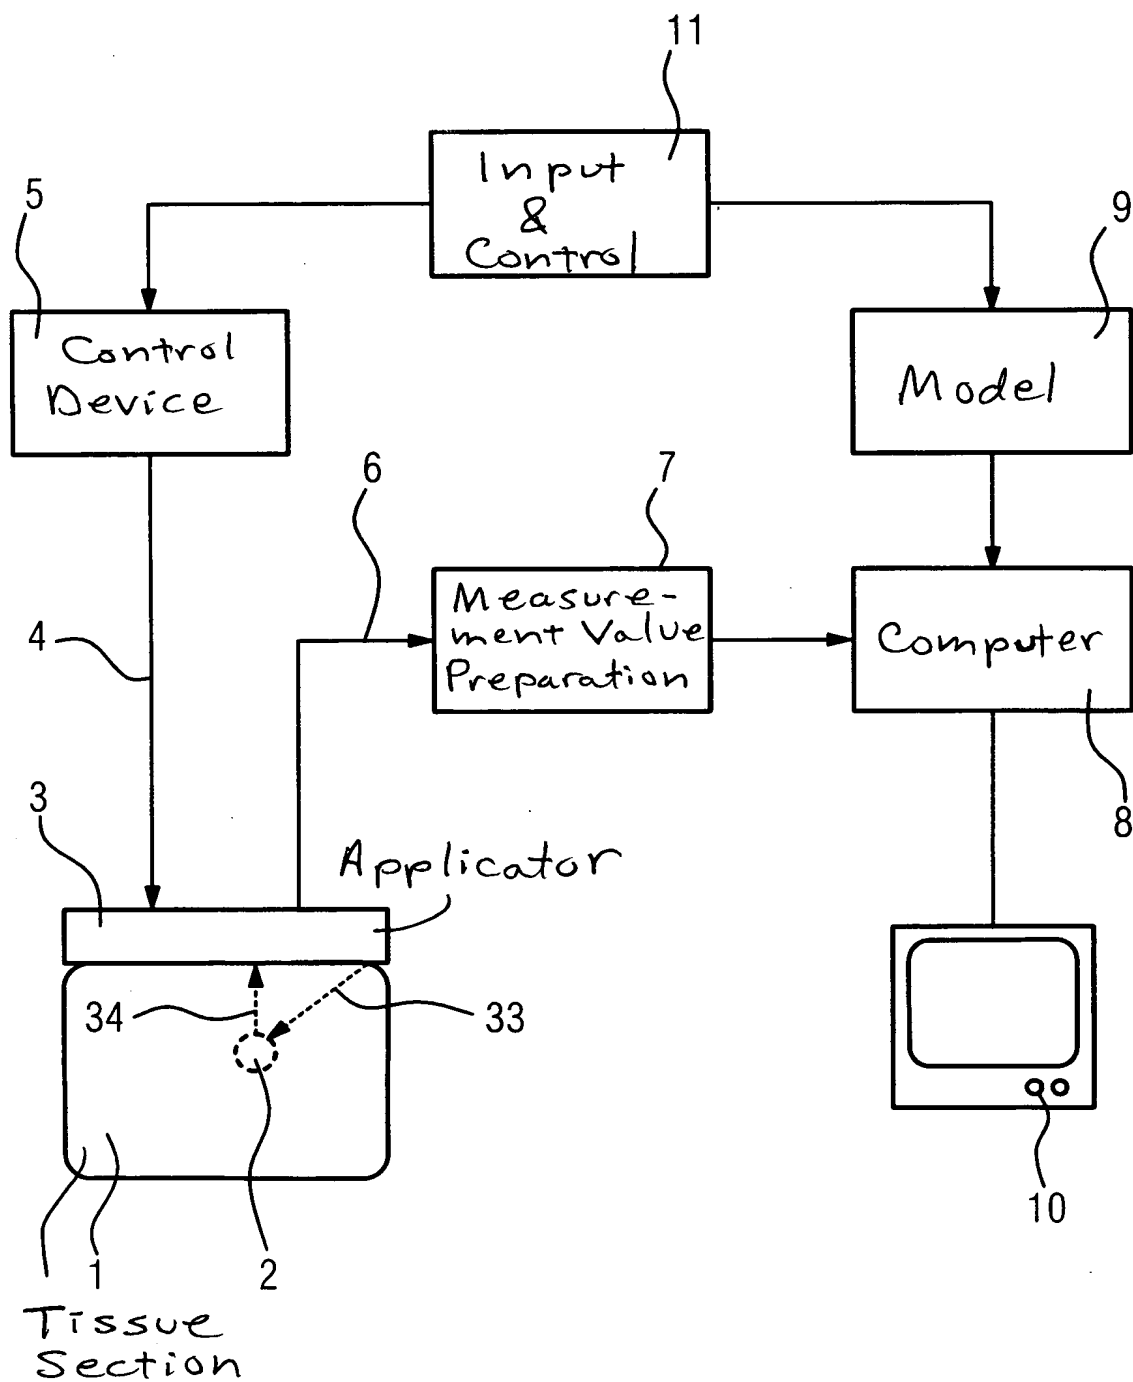 11
Input
&
Control
5
9
Control
Device
Model
6
7
Measure-
ment Value
Preparation
4
Computer
3
8
Applicator
34
33
10
1
2
Tissue
Section